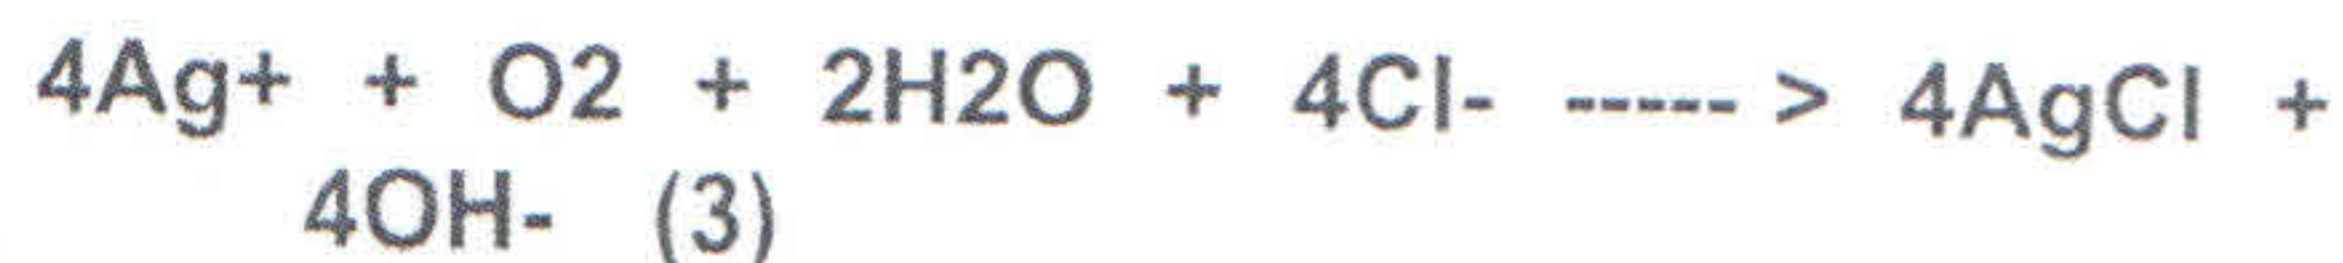 4Ag+ + O2 + 2H2O + 4Cl- ----- > 4AgCl +
4OH- (3)